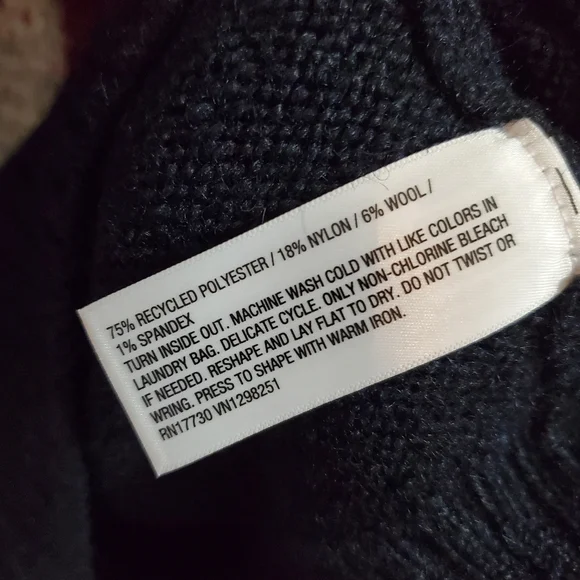 75% RECYCLED POLYESTER / 18% NYLON / 6% WOOL /
1% SPANDEX
TURN INSIDE OUT. MACHINE WASH COLD WITH LIKE COLORS IN
LAUNDRY BAG. DELICATE CYCLE. ONLY NON-CHLORINE BLEACH
IF NEEDED. RESHAPE AND LAY FLAT TO DRY. DO NOT TWIST OR
WRING. PRESS TO SHAPE WITH WARM IRON.
RN17730 VN1298251